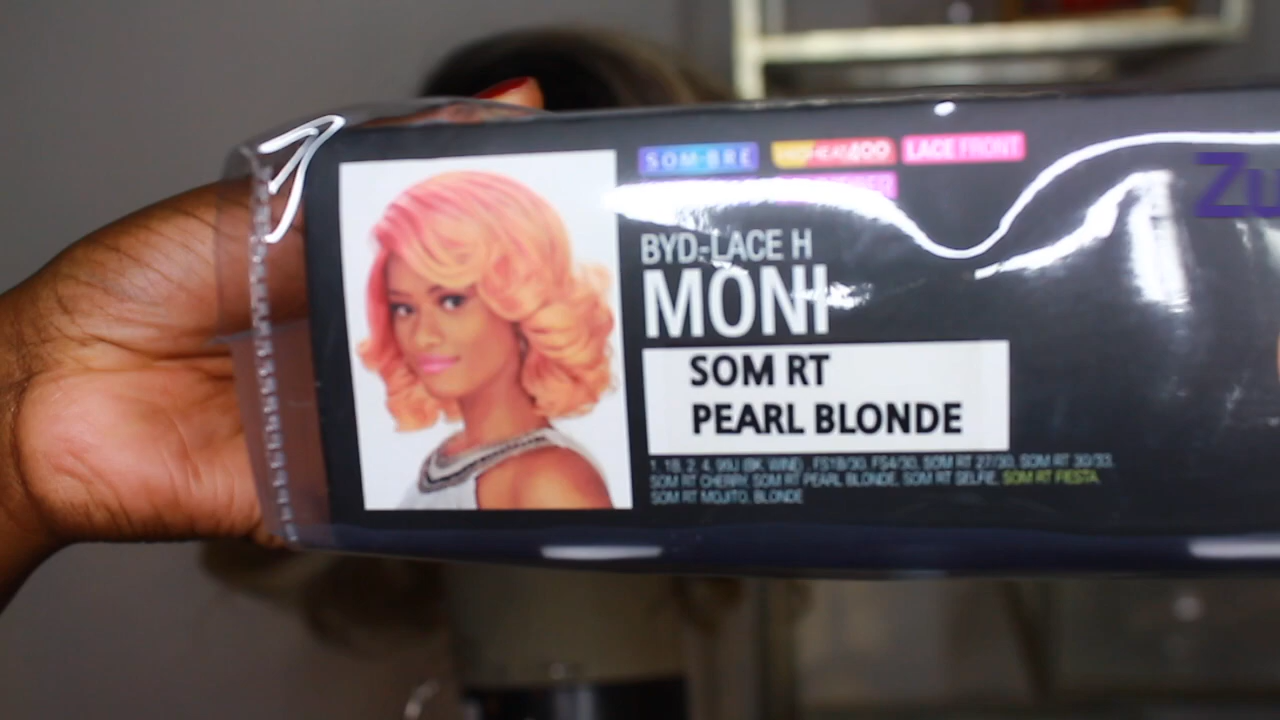 SOM·BRE
LACE FRONT
Zu
BYD-LACE H
MONI
SOM RT
PEARL BLONDE
1, 1B, 2, 4, 99J (BK.WINE), FS1B/30, FS4/30, SOM RT 27/30, SOM RT 30/33,
SOM RT CHERRY, SOM RT PEARL BLONDE, SOM RT SELFIE, SOM RT FIESTA,
SOM RT MOJITO, BLONDE